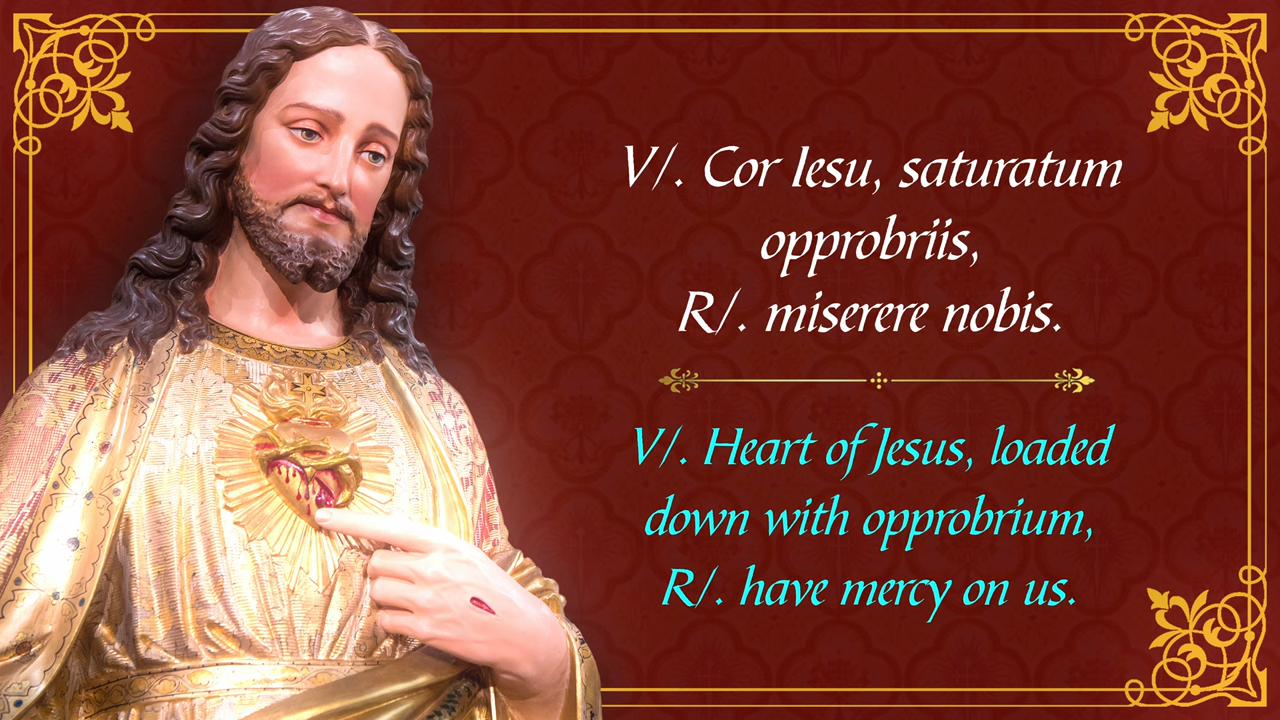 V/. Cor Iesu, saturatum
opprobriis,
R/. miserere nobis.
V/. Heart of Jesus, loaded
down with opprobrium,
R/. have mercy on us.